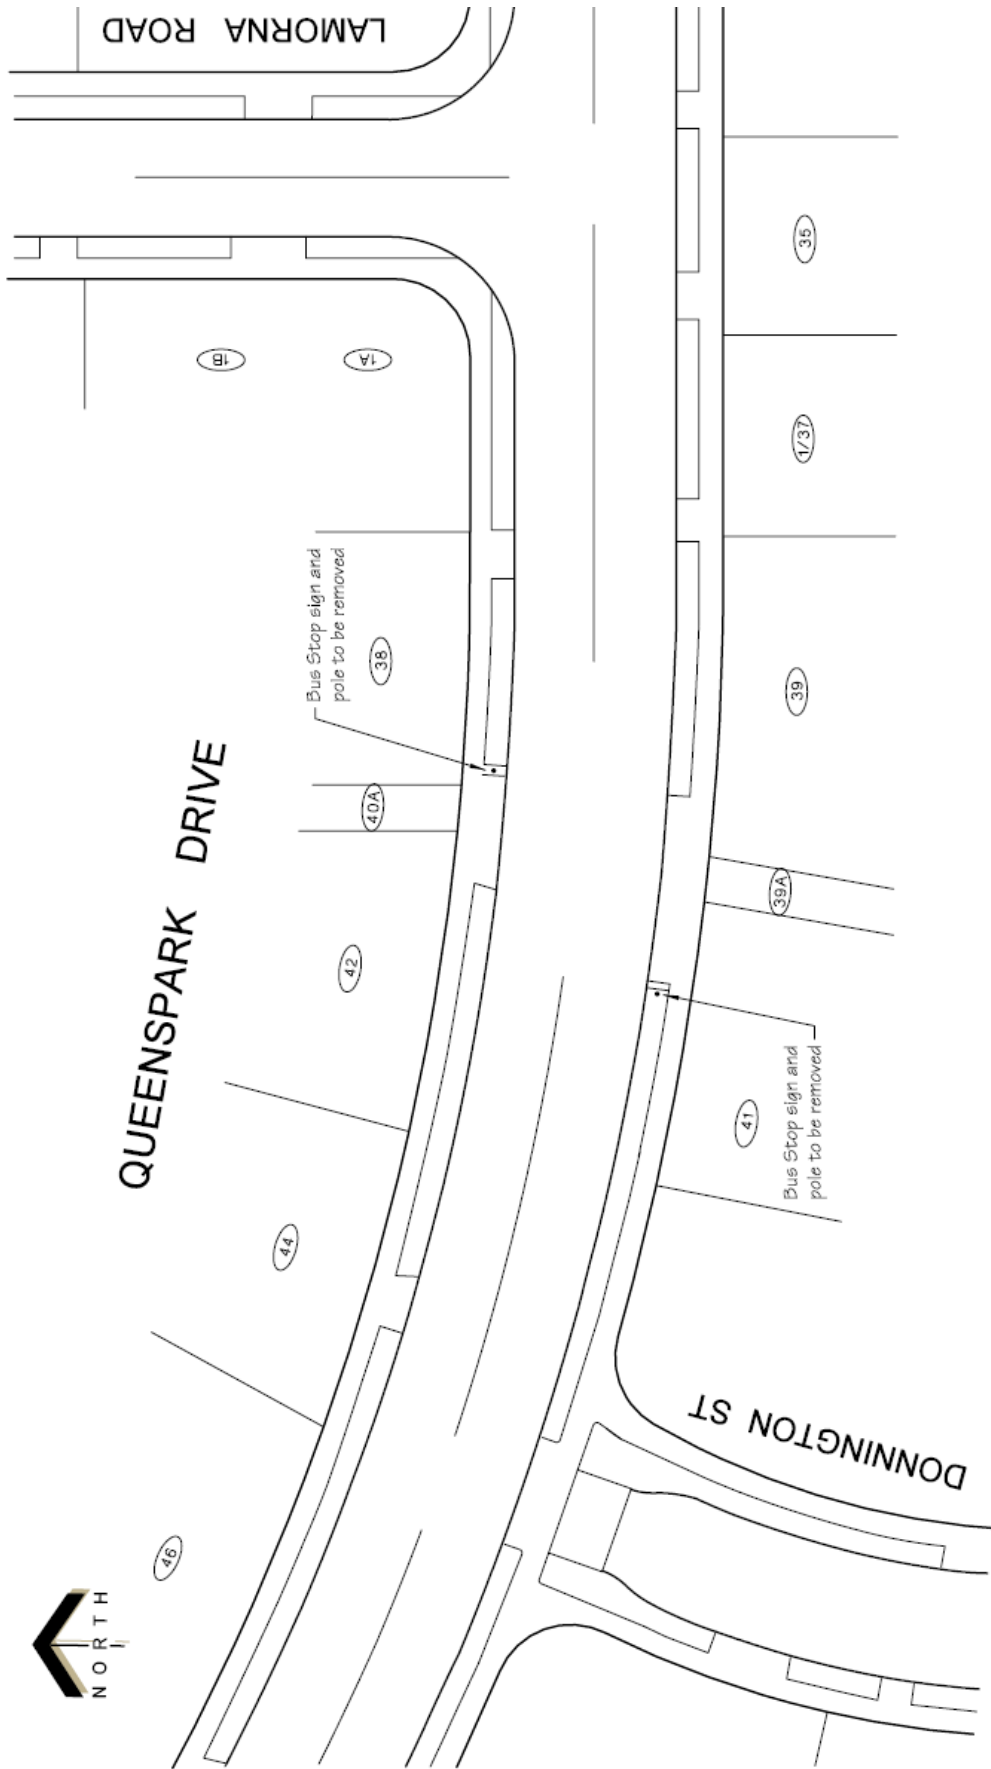 LAMORNA ROAD
35
1B
1A
1/37
Bus Stop sign and
pole to be removed
38
39
QUEENSPARK DRIVE
40A
39A
42
Bus Stop sign and
pole to be removed
41
44
DONNINGTON ST
46
NORTH